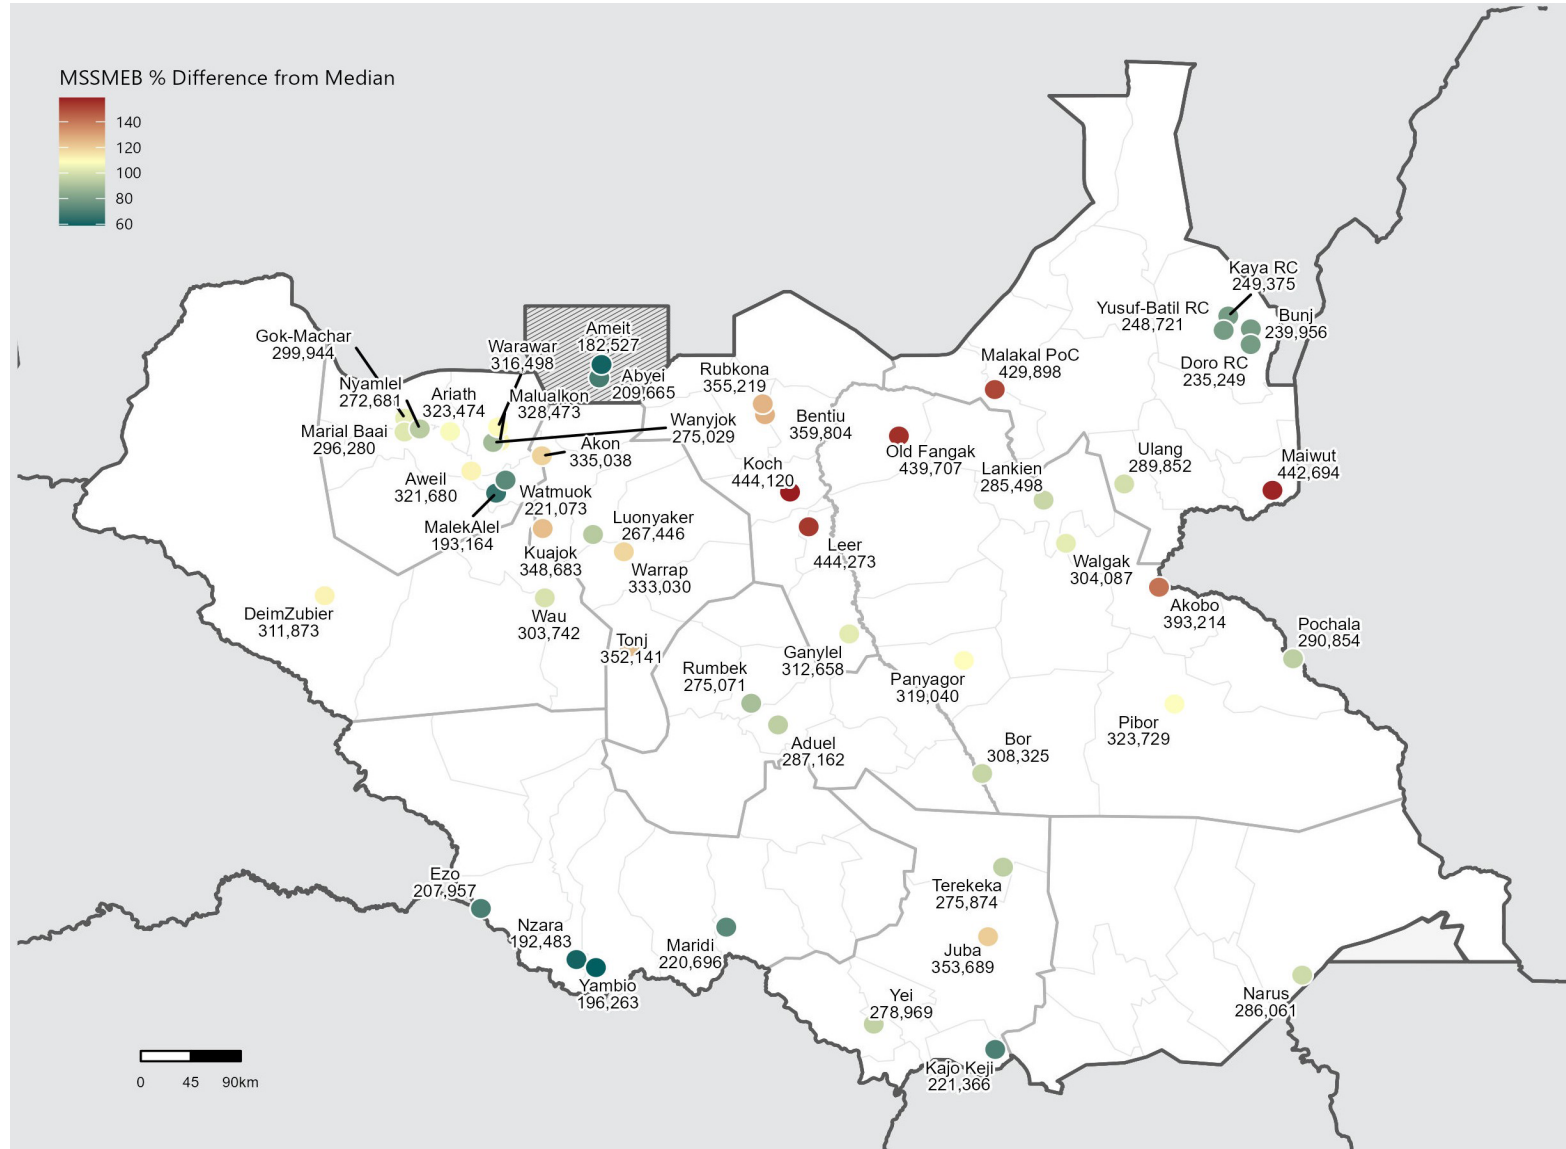 MSSMEB % Difference from Median
140
120
100
80
60
Kaya RC
249,375
Yusuf-Batil RC
248,721
Bunj
239,956
Doro RC
235,249
Gok-Machar
299,944
Warawar
316,498
Ameit
182,527
Abyei
209,665
Malakal PoC
429,898
Rubkona
355,219
Nyamlel
272,681
Ariath
323,474
Malualkon
328,473
Marial Baai
296,280
Wanyjok
275,029
Bentiu
359,804
Akon
335,038
Old Fangak
439,707
Koch
444,120
Lankien
285,498
Ulang
289,852
Maiwut
442,694
Aweil
321,680
Watmuok
221,073
MalekAlel
193,164
Luonyaker
267,446
Leer
444,273
Kuajok
348,683
Warrap
333,030
Walgak
304,087
Akobo
393,214
DeimZubier
311,873
Wau
303,742
Pochala
290,854
Tonj
352,141
Ganylel
312,658
Rumbek
275,071
Panyagor
319,040
Pibor
323,729
Aduel
287,162
Bor
308,325
Ezo
207,957
Terekeka
275,874
Nzara
192,483
Maridi
220,696
Juba
353,689
Yambio
196,263
Yei
278,969
Narus
286,061
Kajo Keji
221,366
0 45 90km